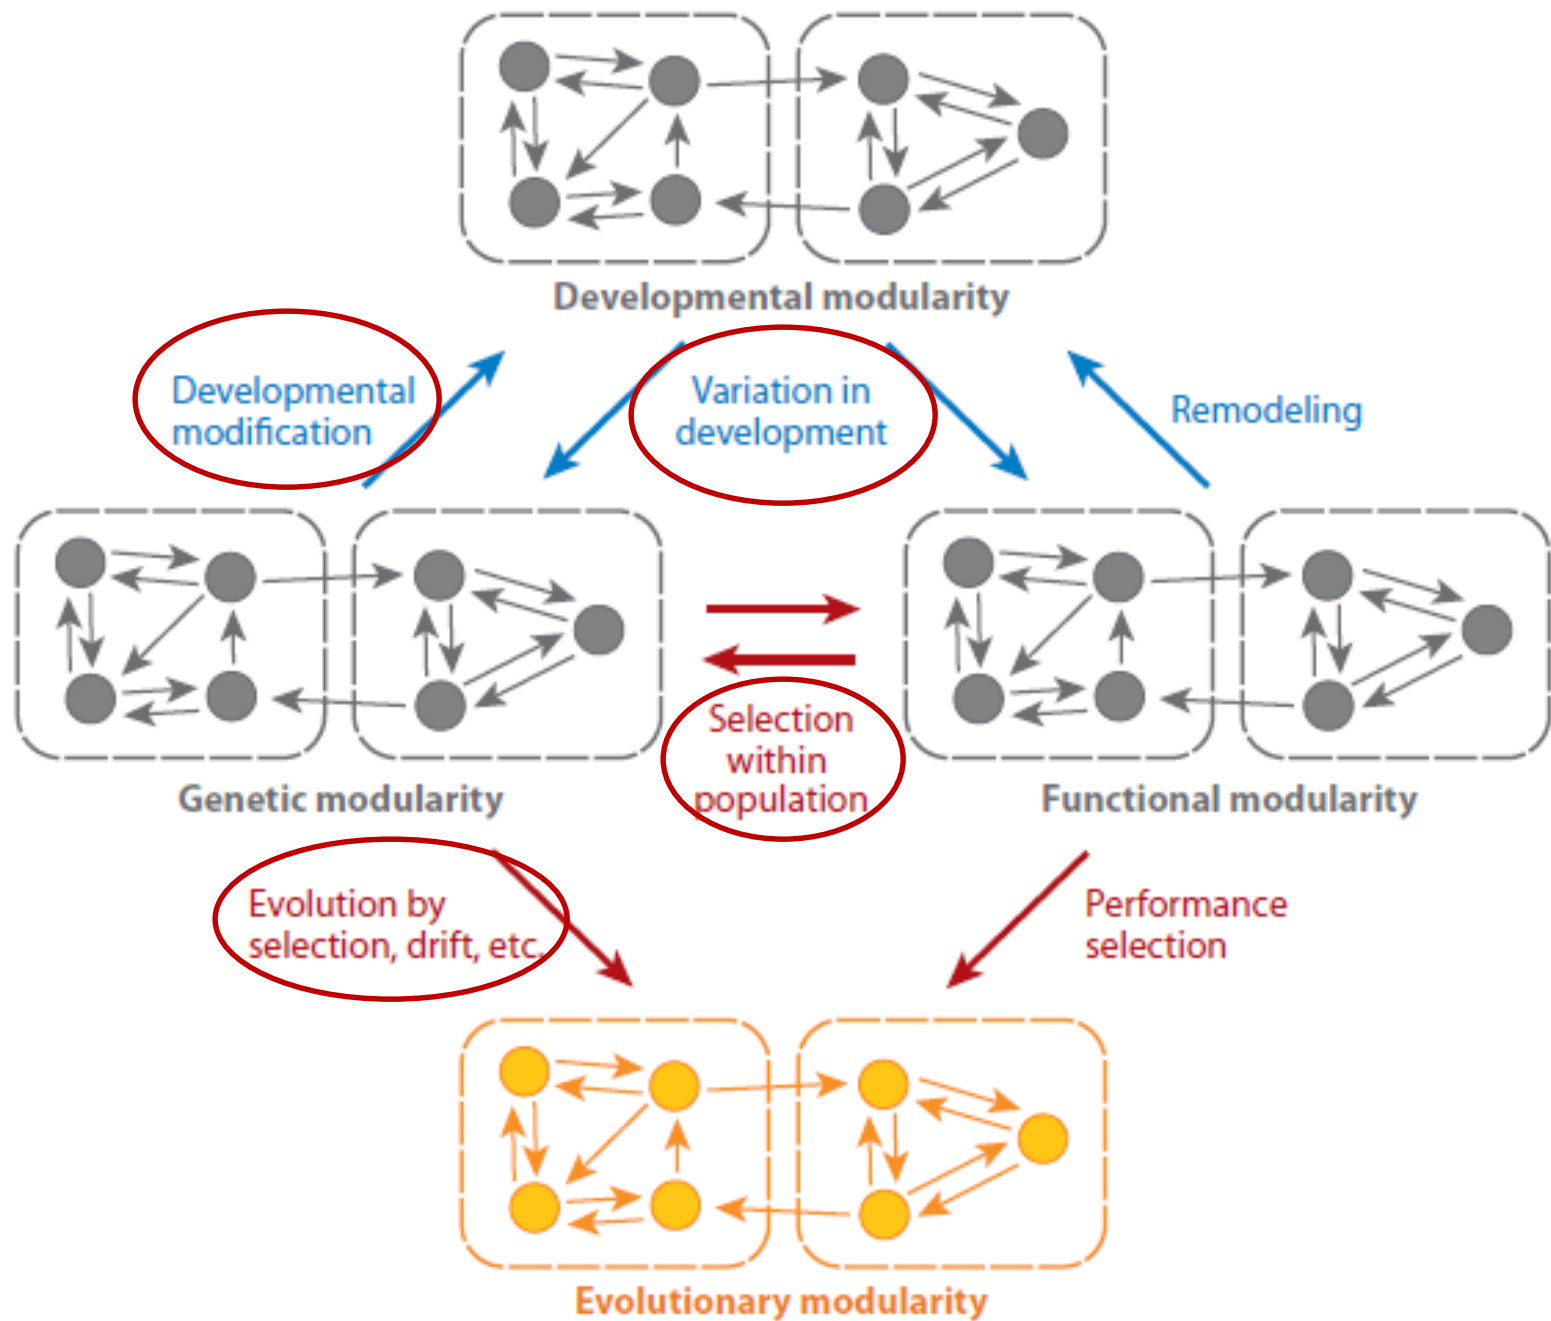 Developmental modularity
Developmental
modification
Variation in
development
Remodeling
Selection
within
population
Genetic modularity
Functional modularity
Evolution by
selection, drift, etc.
Performance
selection
Evolutionary modularity